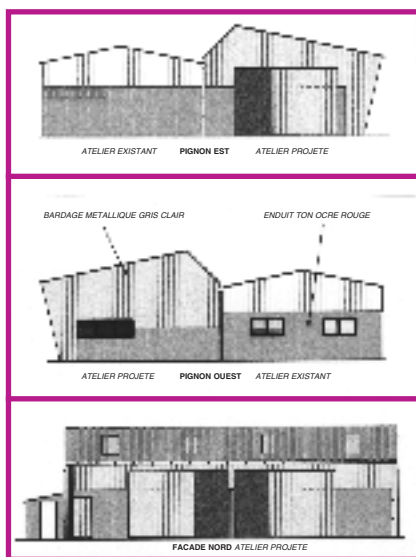 ATELIER EXISTANT PIGNON EST ATELIER PROJETE
BARDAGE METALLIQUE GRIS CLAIR ENDUIT TON OCRE ROUGE
ATELIER PROJETE PIGNON OUEST ATELIER EXISTANT
FACADE NORD ATELIER PROJETE